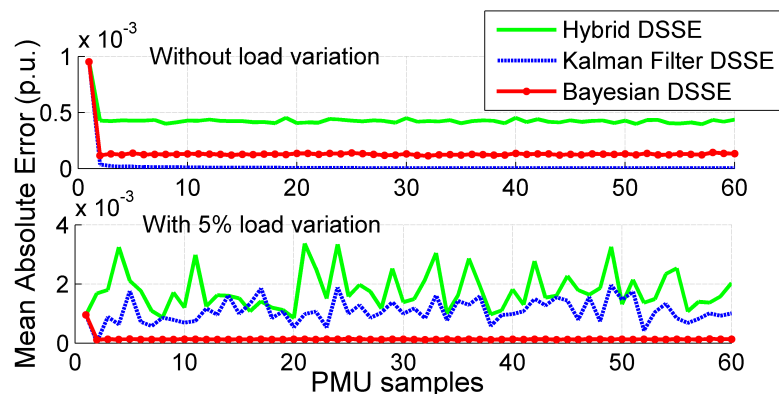 × 10⁻³
Without load variation
Hybrid DSSE
Kalman Filter DSSE
Bayesian DSSE
Mean Absolute Error (p.u.)
1
0.5
0
0 10 20 30 40 50 60
× 10⁻³
With 5% load variation
4
2
0
0 10 20 30 40 50 60
PMU samples